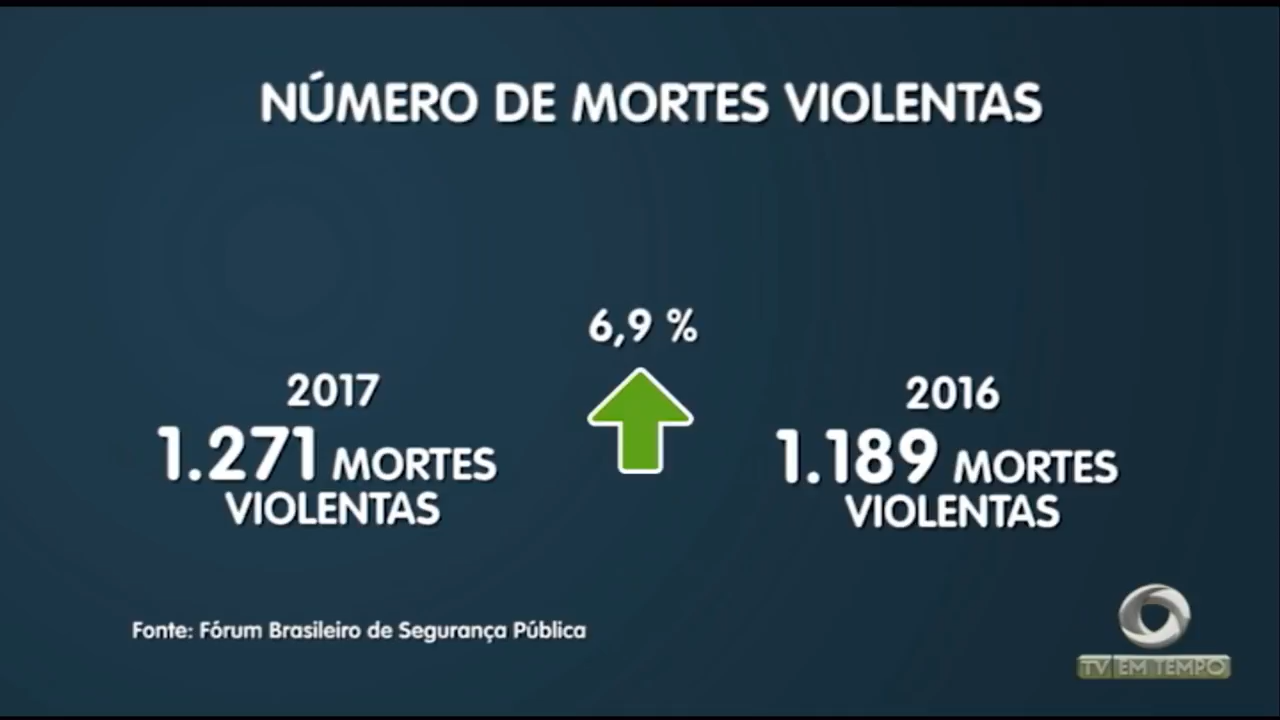 NÚMERO DE MORTES VIOLENTAS
6,9 %
2017
1.271 MORTES
VIOLENTAS
2016
1.189 MORTES
VIOLENTAS
Fonte: Fórum Brasileiro de Segurança Pública
TV EM TEMPO